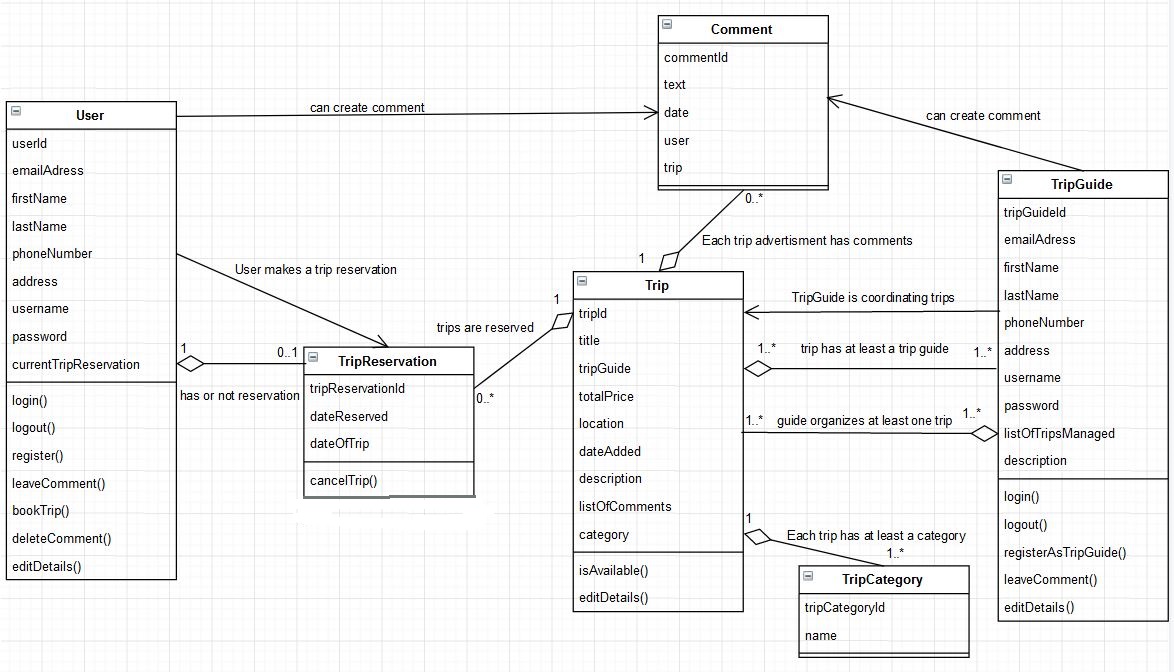 Comment
commentId
text
date
user
trip
User
userId
emailAdress
firstName
lastName
phoneNumber
address
username
password
currentTripReservation
login()
logout()
register()
leaveComment()
bookTrip()
deleteComment()
editDetails()
can create comment
can create comment
TripGuide
tripGuideId
emailAdress
firstName
lastName
phoneNumber
address
username
password
listOfTripsManaged
description
login()
logout()
registerAsTripGuide()
leaveComment()
editDetails()
0..*
Each trip advertisment has comments
1
User makes a trip reservation
1
trips are reserved
0..*
1
0..1
has or not reservation
TripReservation
tripReservationId
dateReserved
dateOfTrip
cancelTrip()
Trip
tripId
title
tripGuide
totalPrice
location
dateAdded
description
listOfComments
category
isAvailable()
editDetails()
TripGuide is coordinating trips
1..*
trip has at least a trip guide
1..*
1..*
guide organizes at least one trip
1..*
1
Each trip has at least a category
1..*
TripCategory
tripCategoryId
name